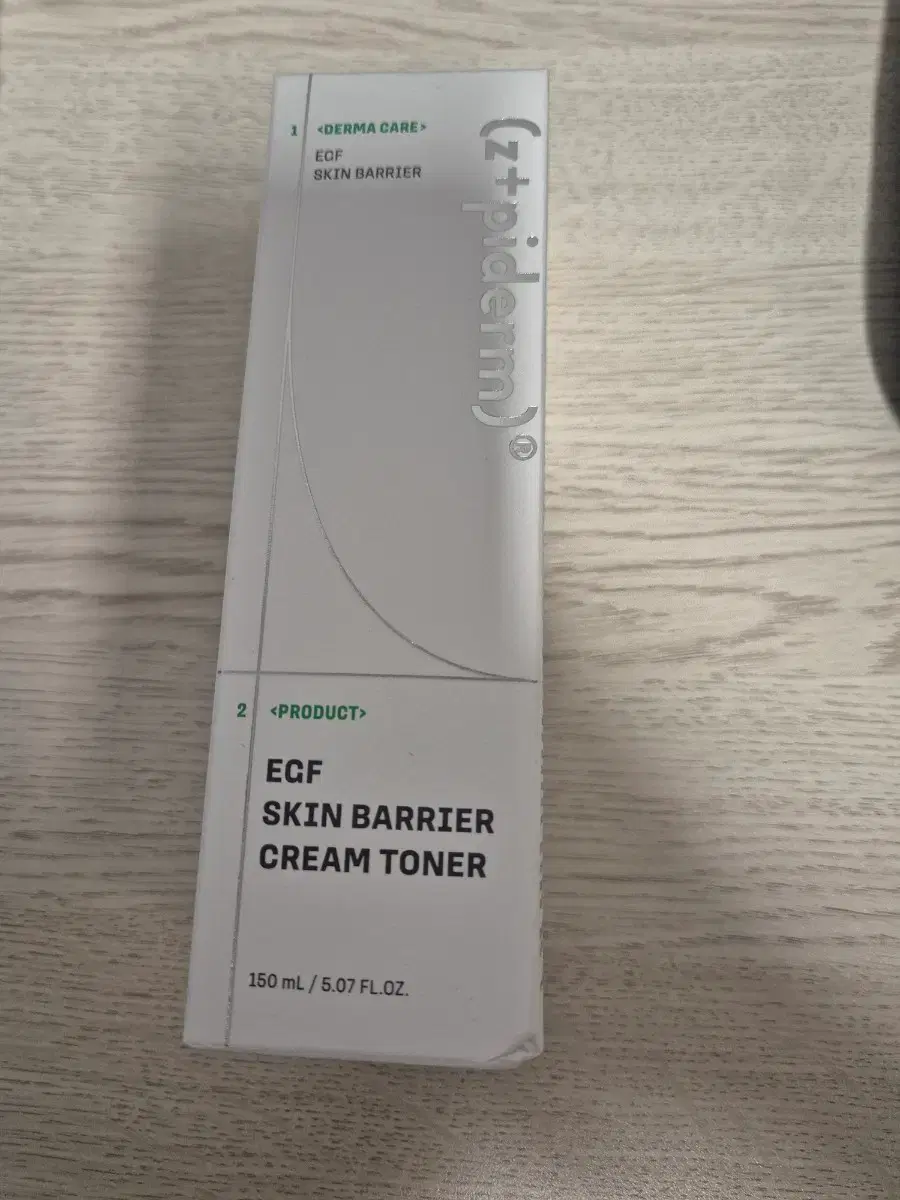 1 <DERMA CARE>
EGF
SKIN BARRIER
(z+piderm)®
2 <PRODUCT>
EGF
SKIN BARRIER
CREAM TONER
150 mL / 5.07 FL.OZ.